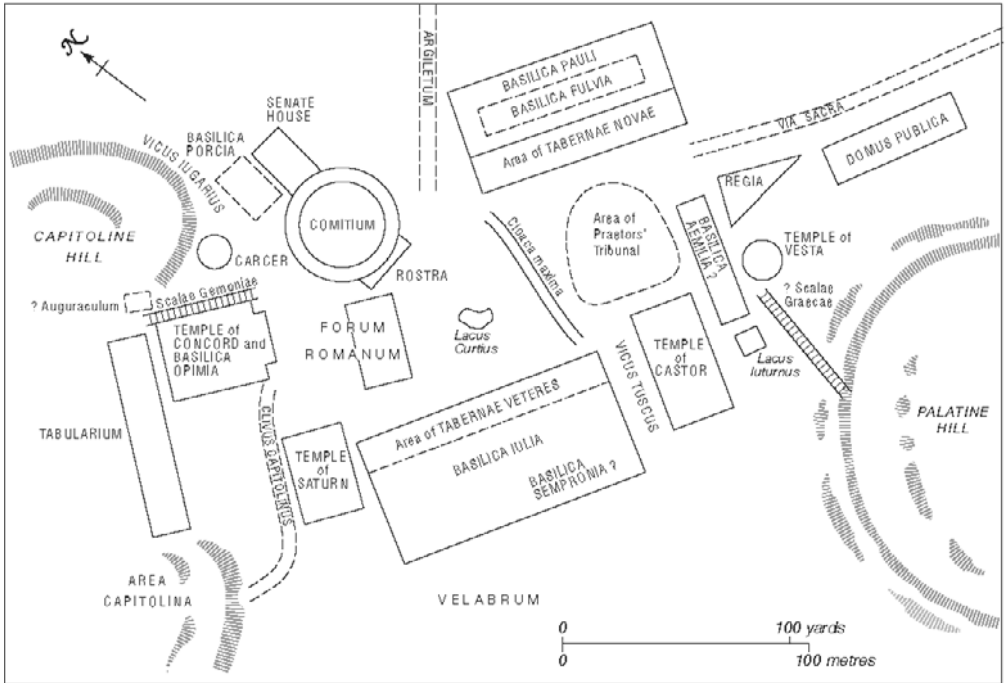 N
ARGILETUM
BASILICA PAULI
BASILICA FULVIA
Area of TABERNAE NOVAE
SENATE
HOUSE
BASILICA
PORCIA
VICUS IUGARIUS
VIA SACRA
DOMUS PUBLICA
REGIA
COMITIUM
CAPITOLINE
HILL
CARCER
ROSTRA
Cloaca maxima
Area of
Praetors'
Tribunal
BASILICA
AEMILIA ?
TEMPLE of
VESTA
? Scalae
Graecae
? Auguraculum
Scalae Gemoniae
TEMPLE of
CONCORD and
BASILICA
OPIMIA
FORUM
ROMANUM
Lacus
Curtius
TEMPLE
of
CASTOR
Lacus
Iuturnus
VICUS TUSCUS
PALATINE
HILL
TABULARIUM
CLIVUS CAPITOLINUS
TEMPLE
of
SATURN
Area of TABERNAE VETERES
BASILICA IULIA
BASILICA
SEMPRONIA ?
AREA
CAPITOLINA
VELABRUM
0 100 yards
0 100 metres